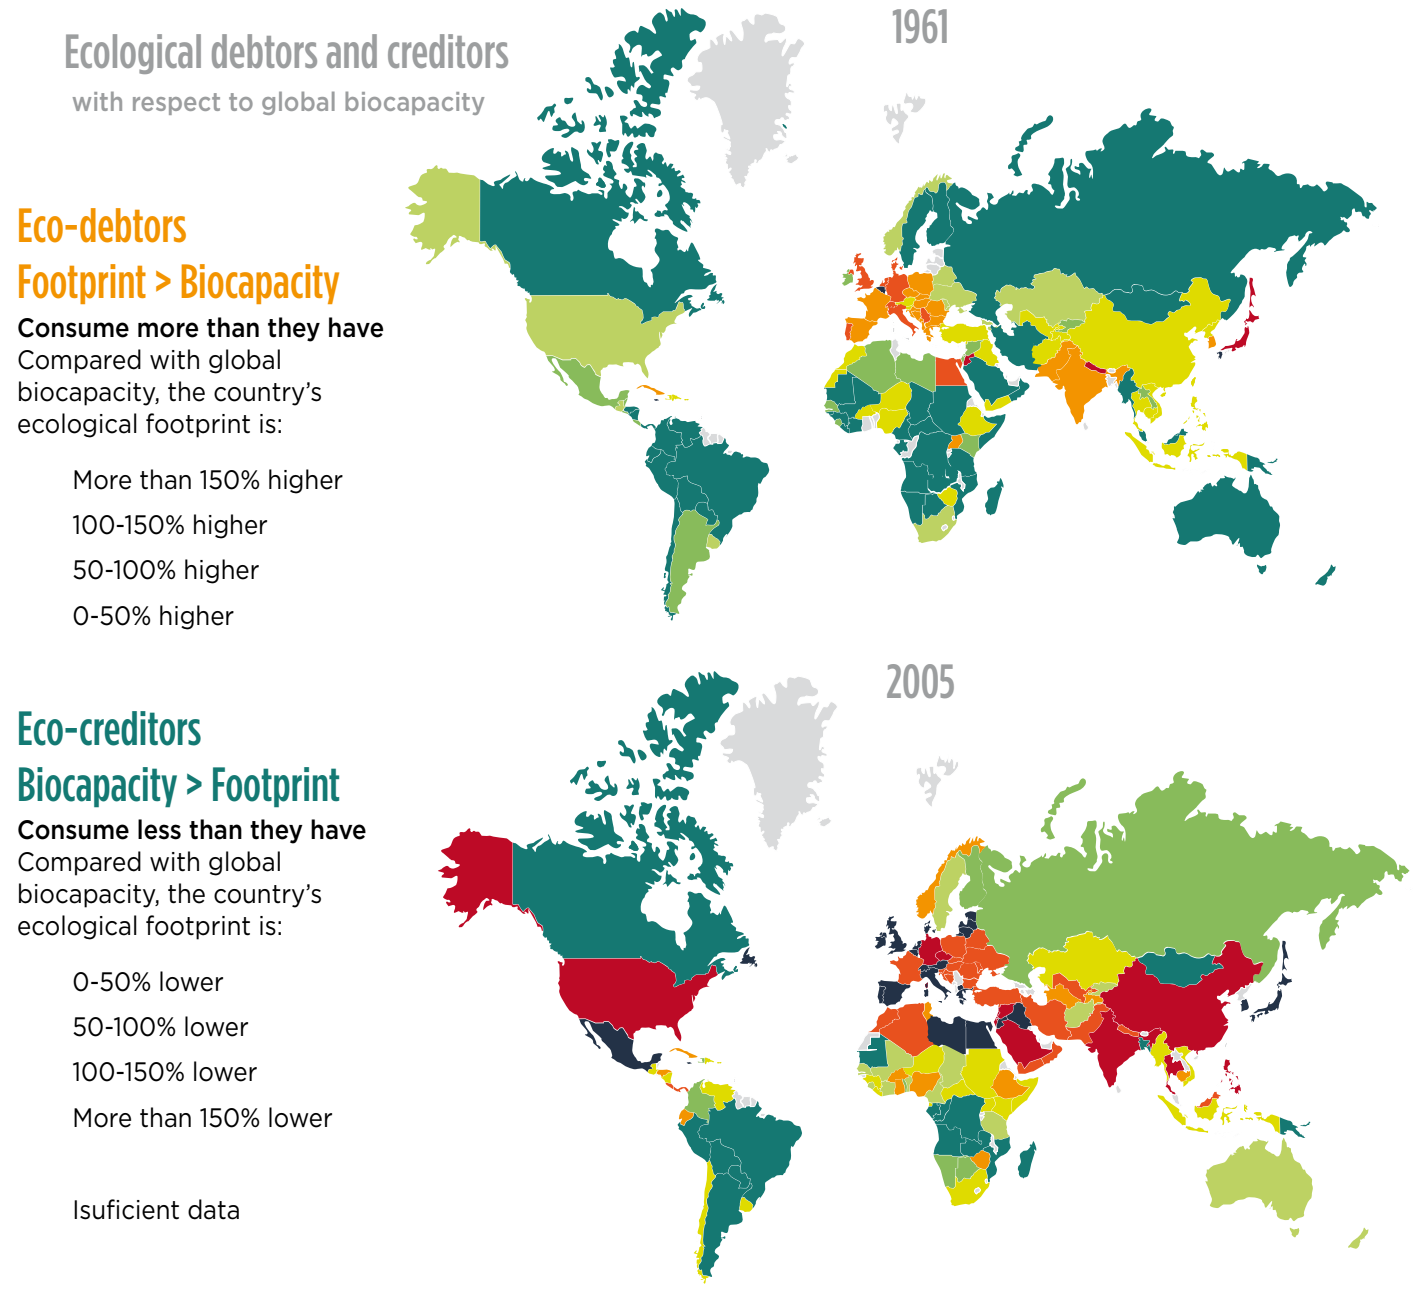 Ecological debtors and creditors
with respect to global biocapacity
1961
Eco-debtors
Footprint > Biocapacity
Consume more than they have
Compared with global
biocapacity, the country’s
ecological footprint is:
More than 150% higher
100-150% higher
50-100% higher
0-50% higher
2005
Eco-creditors
Biocapacity > Footprint
Consume less than they have
Compared with global
biocapacity, the country’s
ecological footprint is:
0-50% lower
50-100% lower
100-150% lower
More than 150% lower
Isuficient data